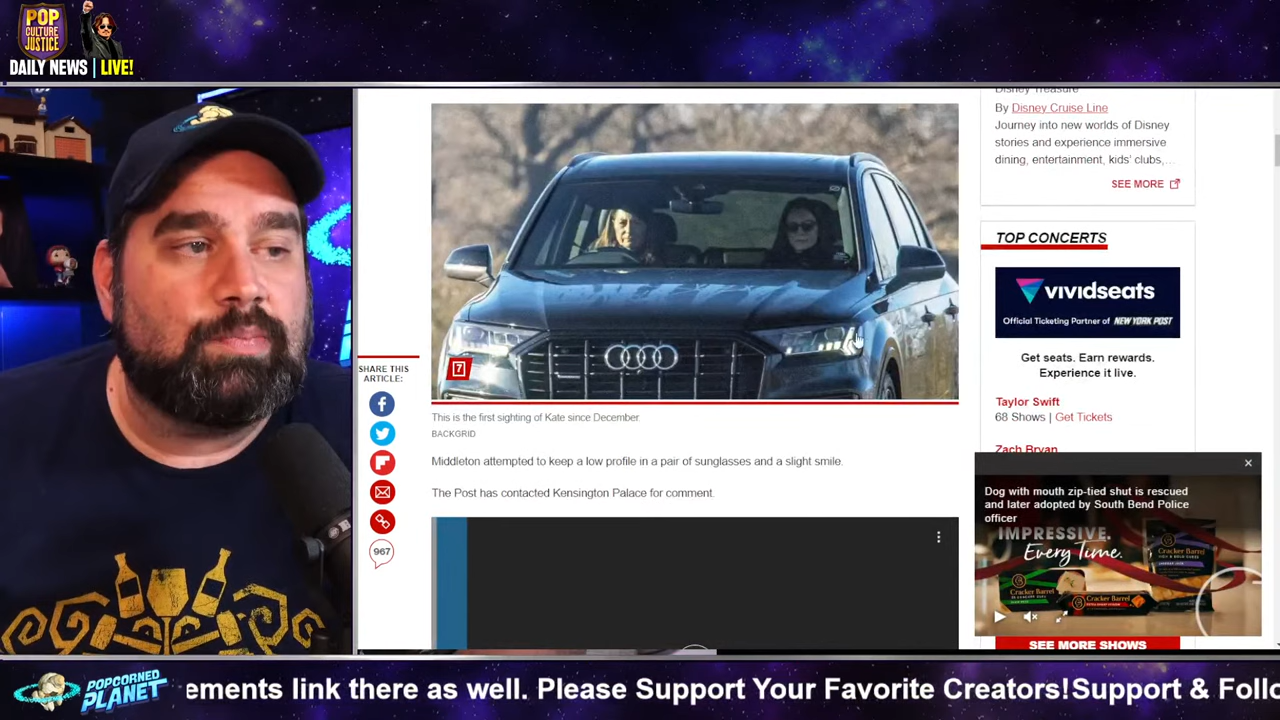 POP
CULTURE
JUSTICE
DAILY NEWS | LIVE!
Disney Treasure
By Disney Cruise Line
Journey into new worlds of Disney
stories and experience immersive
dining, entertainment, kids' clubs,...
SEE MORE
TOP CONCERTS
vividseats
Official Ticketing Partner of NEW YORK POST
Get seats. Earn rewards.
Experience it live.
Taylor Swift
68 Shows | Get Tickets
Zach Bryan
7
SHARE THIS
ARTICLE:
967
This is the first sighting of Kate since December.
BACKGRID
Middleton attempted to keep a low profile in a pair of sunglasses and a slight smile.
The Post has contacted Kensington Palace for comment.
Dog with mouth zip-tied shut is rescued
and later adopted by South Bend Police
officer
IMPRESSIVE.
Every Time.
Cracker Barrel
Cracker Barrel
Cracker Barrel
SEE MORE SHOWS
POPCORNED
PLANET
ements link there as well. Please Support Your Favorite Creators!Support & Follo